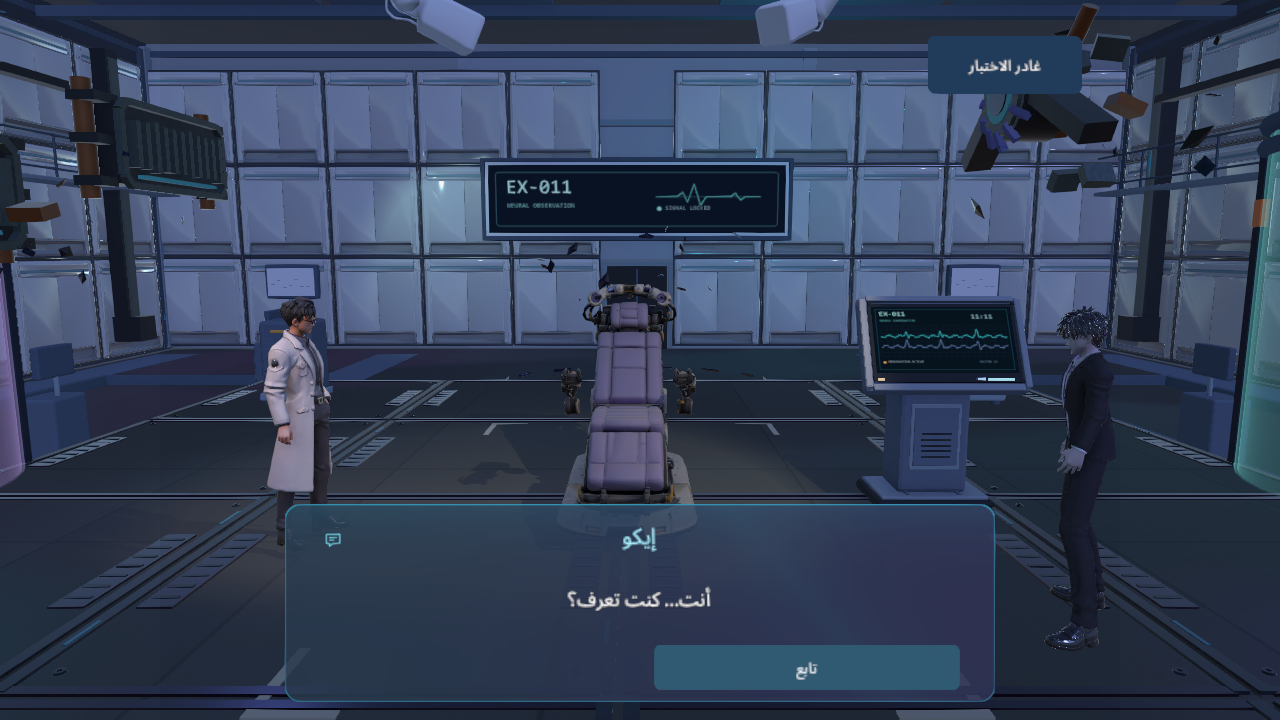 غادر الاختبار
EX-011
NEURAL OBSERVATION
SIGNAL LOCKED
EX-011
11:11
إيكو
أنت... كنت تعرف؟
تابع